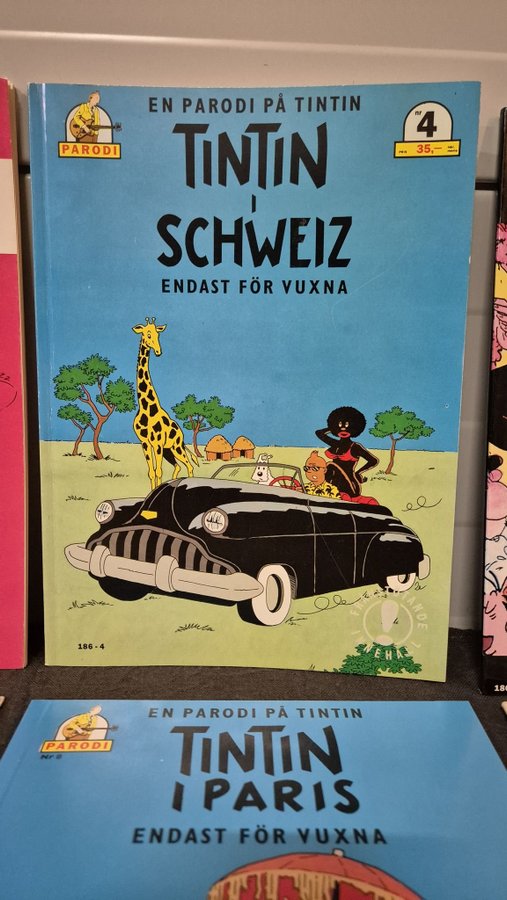 EN PARODI PÅ TINTIN
PARODI
nr 4
35,—
TINTIN
I
SCHWEIZ
ENDAST FÖR VUXNA
186-4
EN PARODI PÅ TINTIN
PARODI
TINTIN
I PARIS
ENDAST FÖR VUXNA